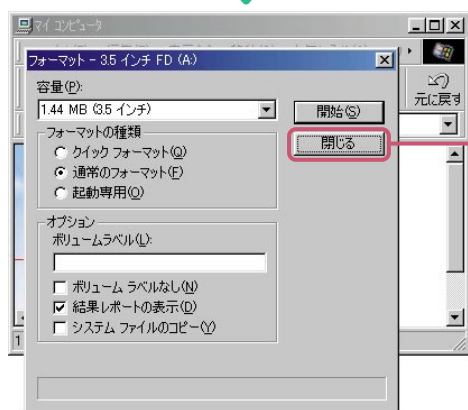 マイ コンピュータ
フォーマット - 3.5 インチ FD (A:)
容量(P):
1.44 MB (3.5 インチ)
開始(S)
閉じる
フォーマットの種類
クイック フォーマット(Q)
通常のフォーマット(F)
起動専用(O)
オプション
ボリュームラベル(L):
ボリューム ラベルなし(N)
結果レポートの表示(D)
システム ファイルのコピー(Y)
元に戻す
1